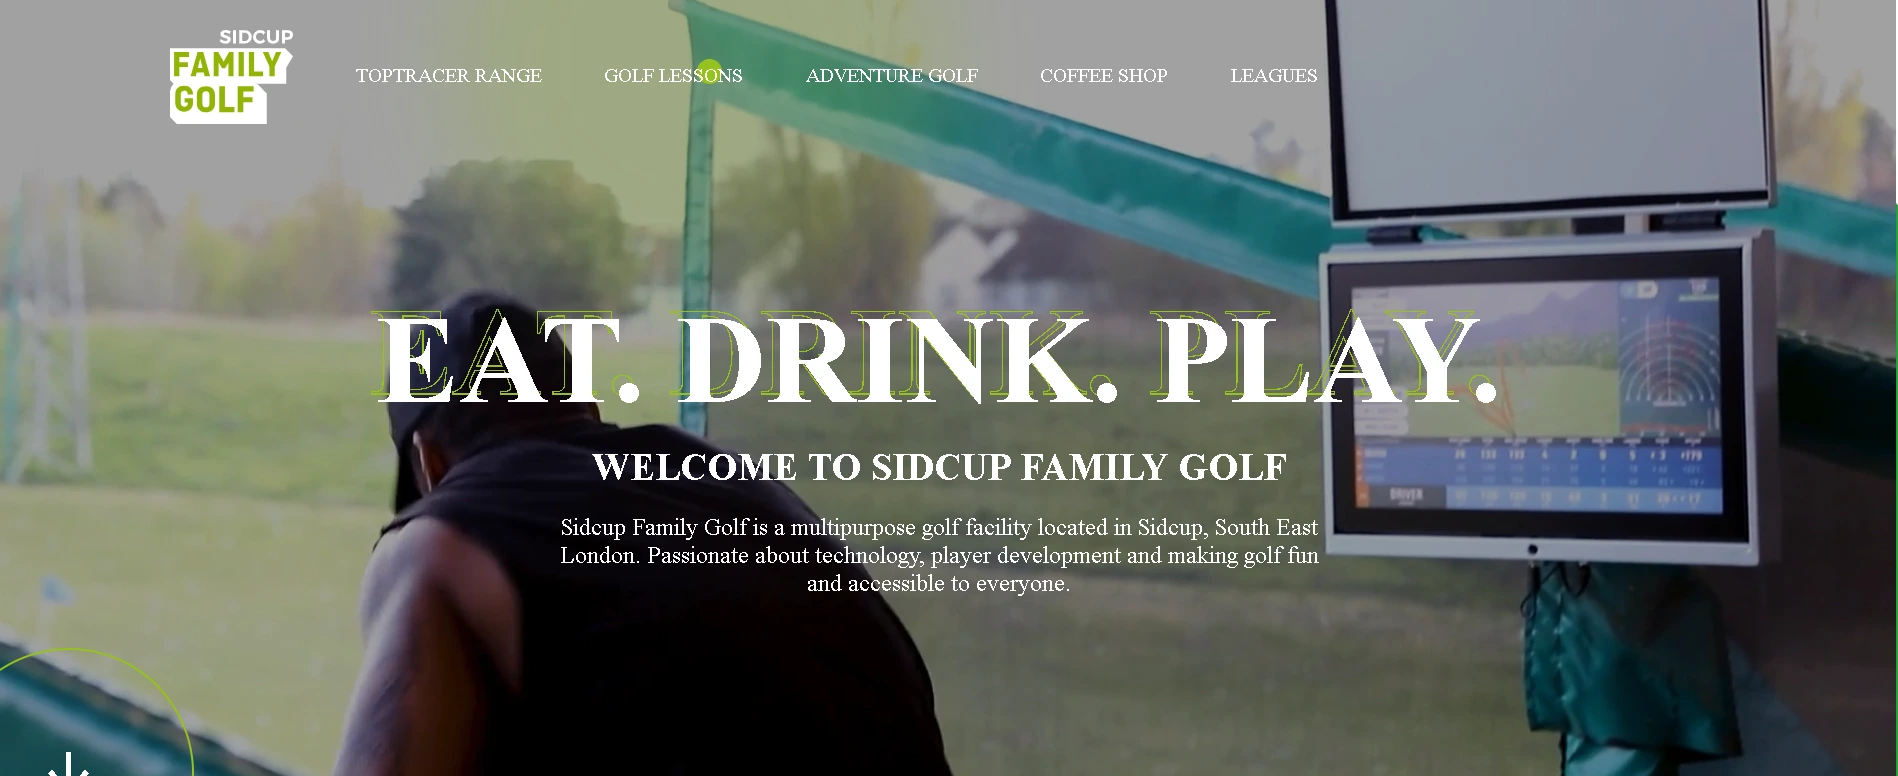 SIDCUP
FAMILY
GOLF
TOPTRACER RANGE
GOLF LESSONS
ADVENTURE GOLF
COFFEE SHOP
LEAGUES
EAT. DRINK. PLAY.
WELCOME TO SIDCUP FAMILY GOLF
Sidcup Family Golf is a multipurpose golf facility located in Sidcup, South East
London. Passionate about technology, player development and making golf fun
and accessible to everyone.
DRIVER